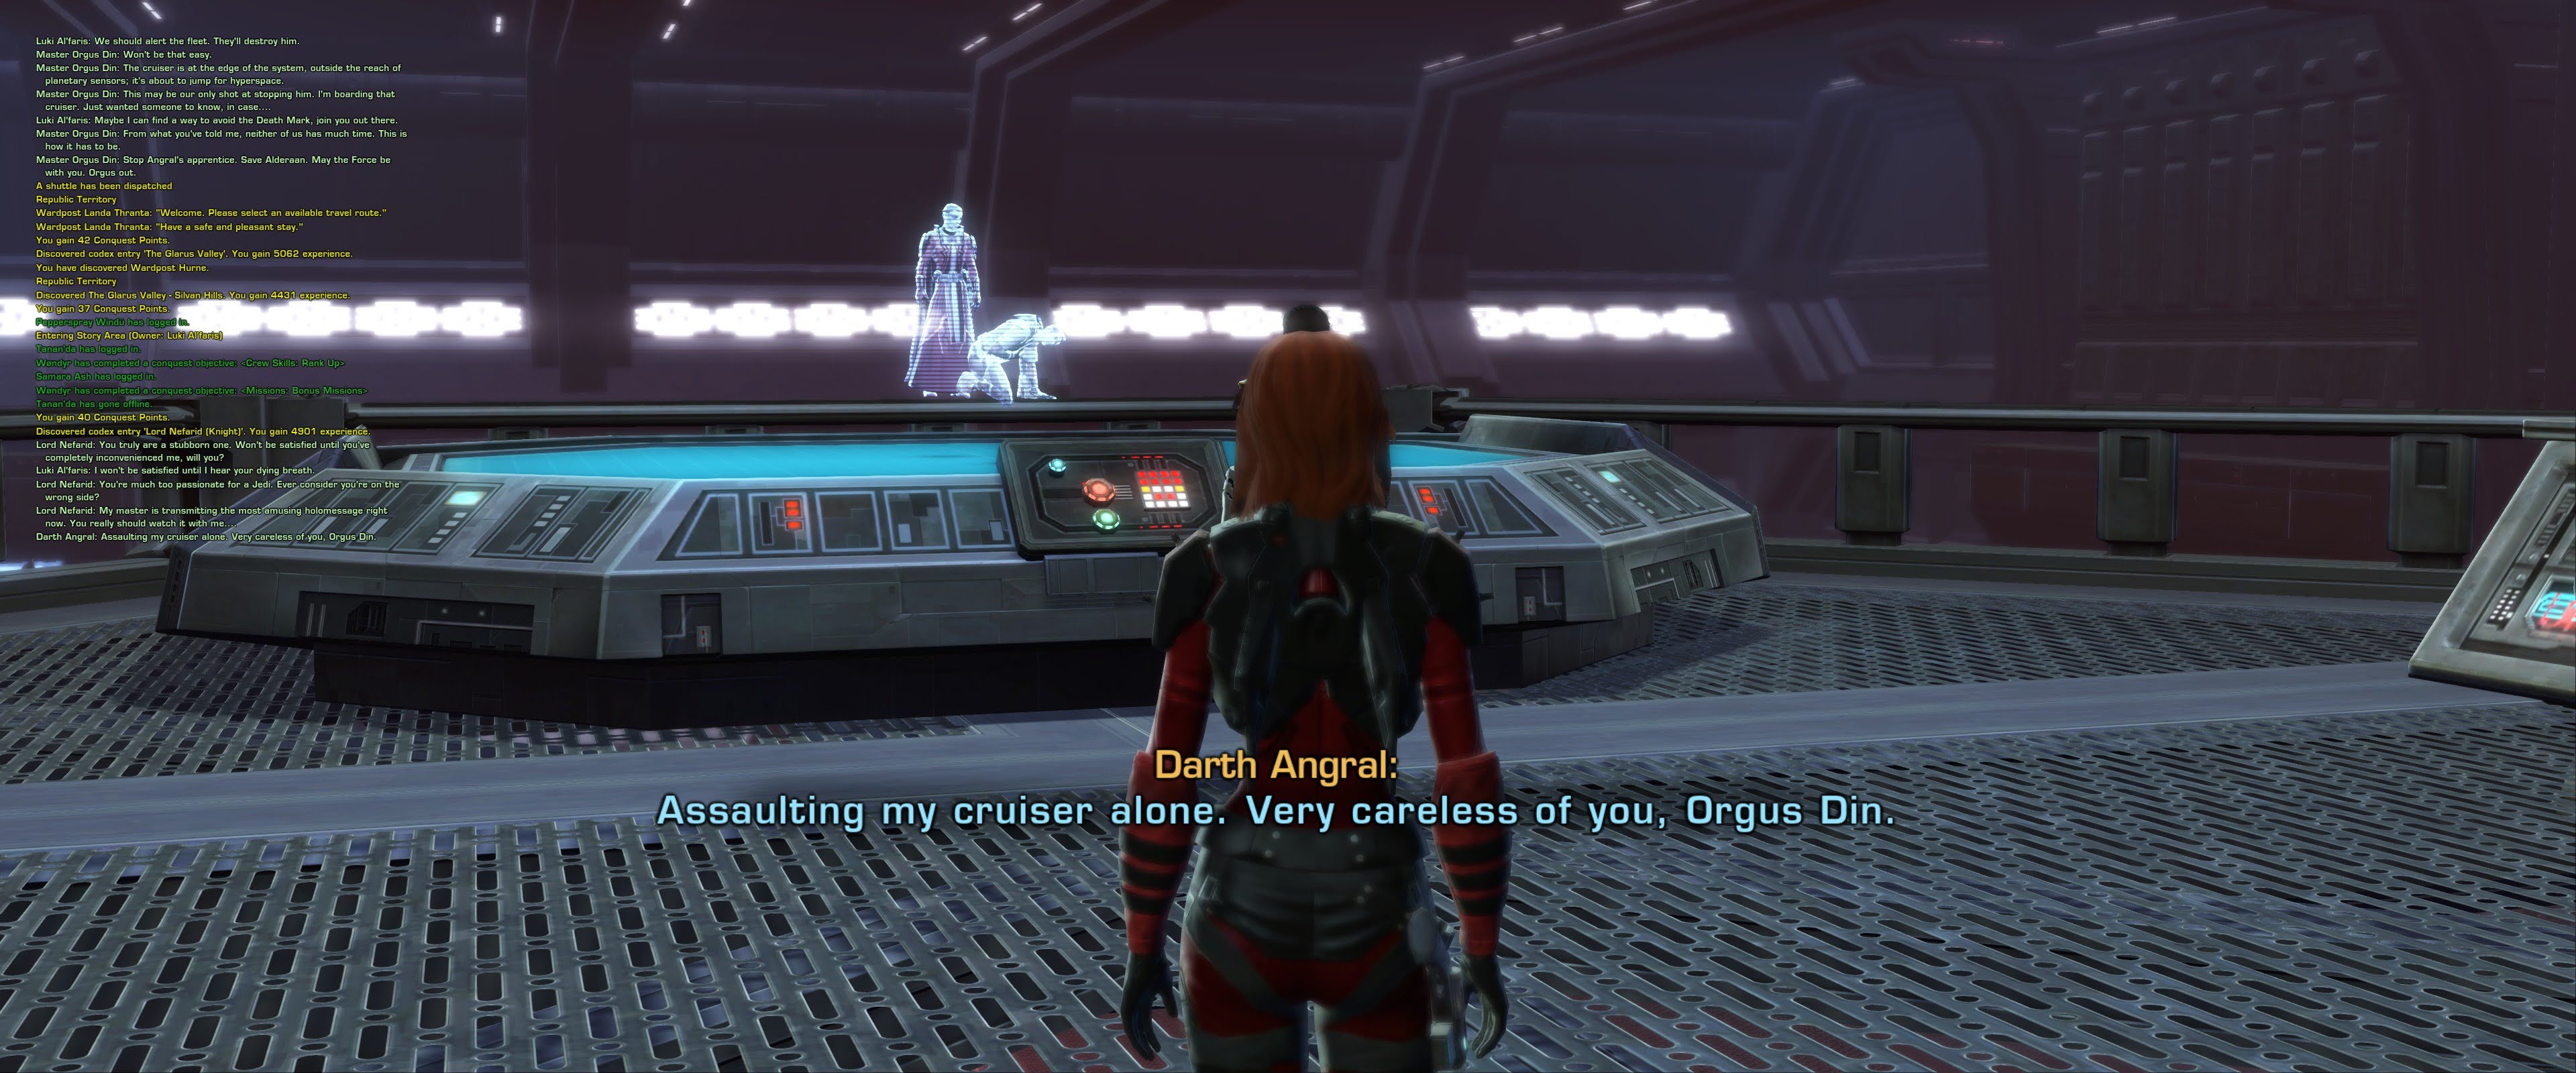 Luki Al'faris: We should alert the fleet. They'll destroy him.
Master Orgus Din: Won't be that easy.
Master Orgus Din: The cruiser is at the edge of the system, outside the reach of
planetary sensors; it's about to jump for hyperspace.
Master Orgus Din: This may be our only shot at stopping him. I'm boarding that
cruiser. Just wanted someone to know, in case....
Luki Al'faris: Maybe I can find a way to avoid the Death Mark, join you out there.
Master Orgus Din: From what you've told me, neither of us has much time. This is
how it has to be.
Master Orgus Din: Stop Angral's apprentice. Save Alderaan. May the Force be
with you. Orgus out.
A shuttle has been dispatched
Republic Territory
Wardpost Landa Thranta: "Welcome. Please select an available travel route."
Wardpost Landa Thranta: "Have a safe and pleasant stay."
You gain 42 Conquest Points.
Discovered codex entry 'The Glarus Valley'. You gain 5062 experience.
You have discovered Wardpost Hurne.
Republic Territory
Discovered The Glarus Valley - Silvan Hills. You gain 4431 experience.
You gain 37 Conquest Points.
Pepperspray Windu has logged in.
Entering Story Area (Owner: Luki Al'faris)
Tanan'da has logged in.
Wøndyr has completed a conquest objective: <Crew Skills: Rank Up>
Samara Ash has logged in.
Wøndyr has completed a conquest objective: <Missions: Bonus Missions>
Tanan'da has gone offline.
You gain 40 Conquest Points.
Discovered codex entry 'Lord Nefarid (Knight)'. You gain 4901 experience.
Lord Nefarid: You truly are a stubborn one. Won't be satisfied until you've
completely inconvenienced me, will you?
Luki Al'faris: I won't be satisfied until I hear your dying breath.
Lord Nefarid: You're much too passionate for a Jedi. Ever consider you're on the
wrong side?
Lord Nefarid: My master is transmitting the most amusing holomessage right
now. You really should watch it with me....
Darth Angral: Assaulting my cruiser alone. Very careless of you, Orgus Din.
Darth Angral:
Assaulting my cruiser alone. Very careless of you, Orgus Din.